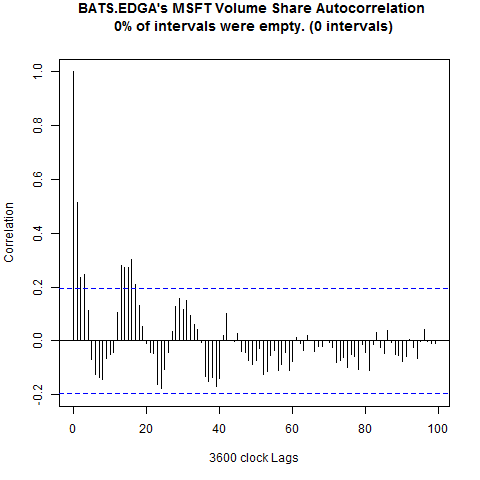 BATS.EDGA's MSFT Volume Share Autocorrelation
0% of intervals were empty. (0 intervals)
Correlation
1.0
0.8
0.6
0.4
0.2
0.0
-0.2
0 20 40 60 80 100
3600 clock Lags